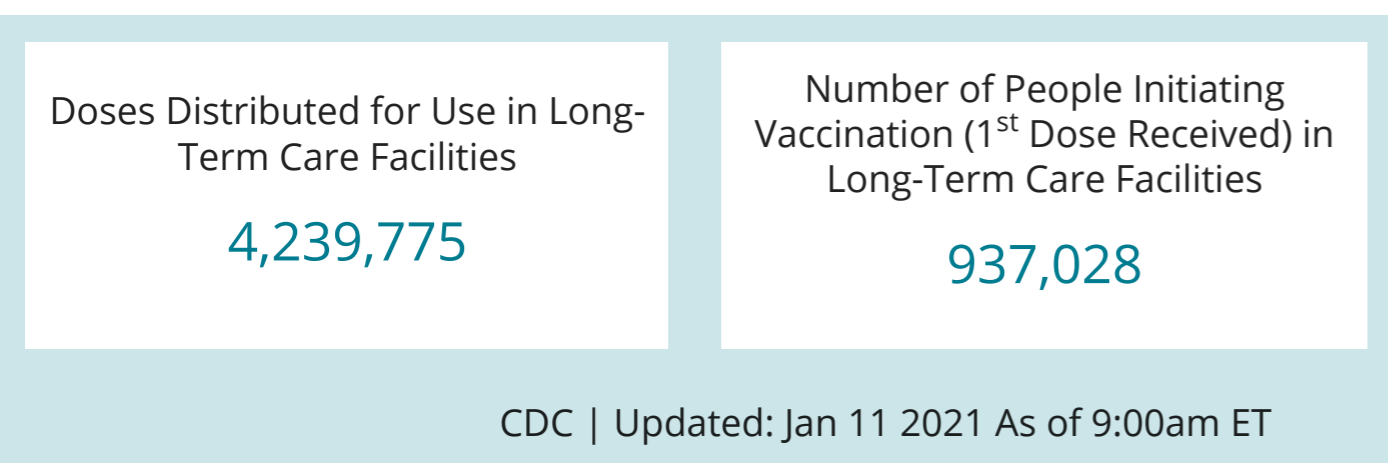 Doses Distributed for Use in Long-
Term Care Facilities
4,239,775
Number of People Initiating
Vaccination (1st Dose Received) in
Long-Term Care Facilities
937,028
CDC | Updated: Jan 11 2021 As of 9:00am ET